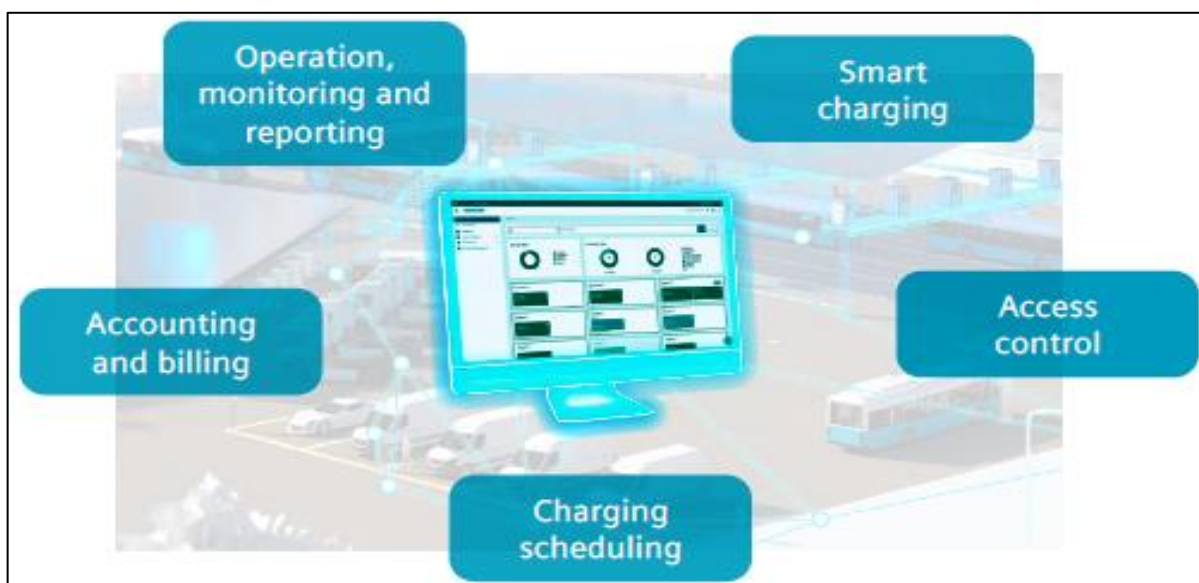 Operation,
monitoring and
reporting
Smart
charging
Accounting
and billing
Access
control
Charging
scheduling